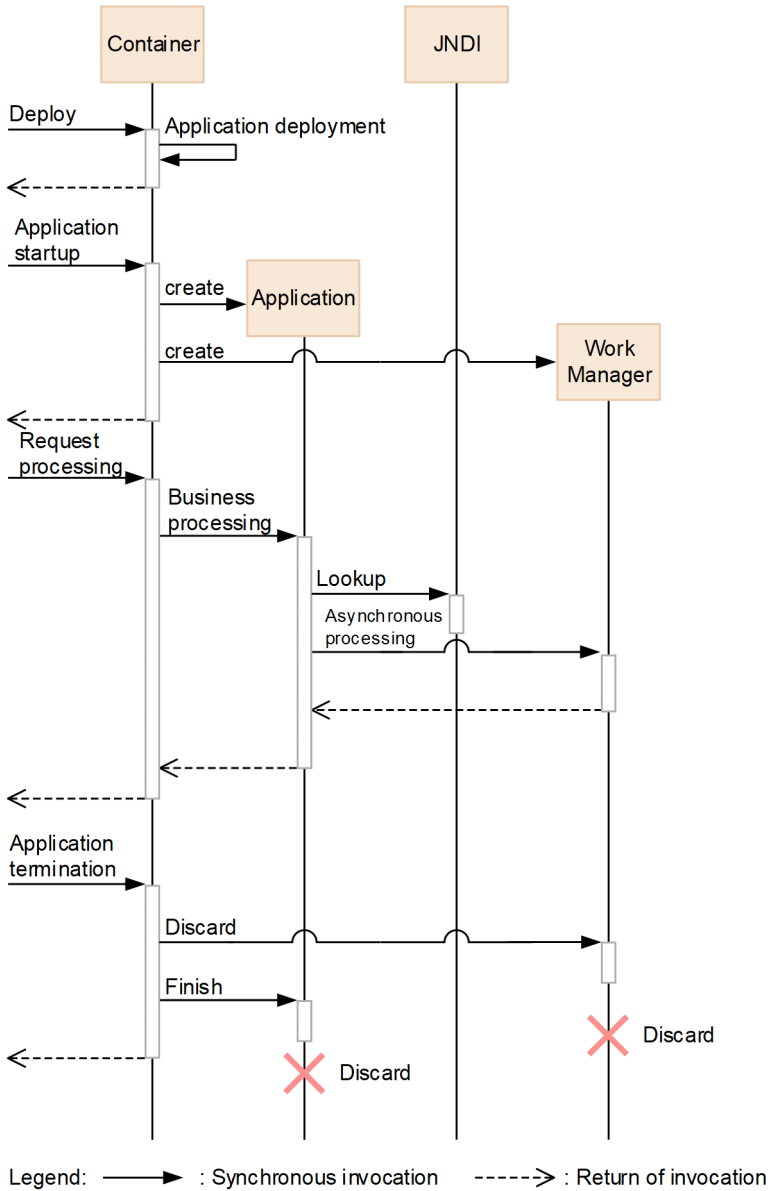 Container
JNDI
Deploy
Application deployment
Application
startup
create
Application
create
Work
Manager
Request
processing
Business
processing
Lookup
Asynchronous
processing
Application
termination
Discard
Finish
Discard
Discard
Legend: : Synchronous invocation : Return of invocation